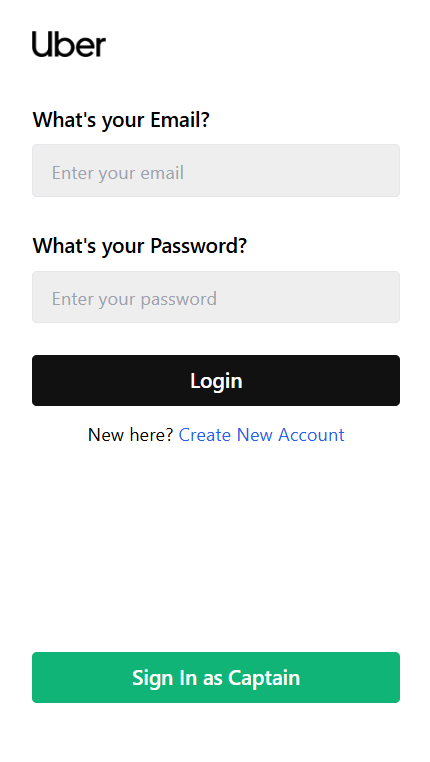 Uber
What's your Email?
Enter your email
What's your Password?
Enter your password
Login
New here? Create New Account
Sign In as Captain